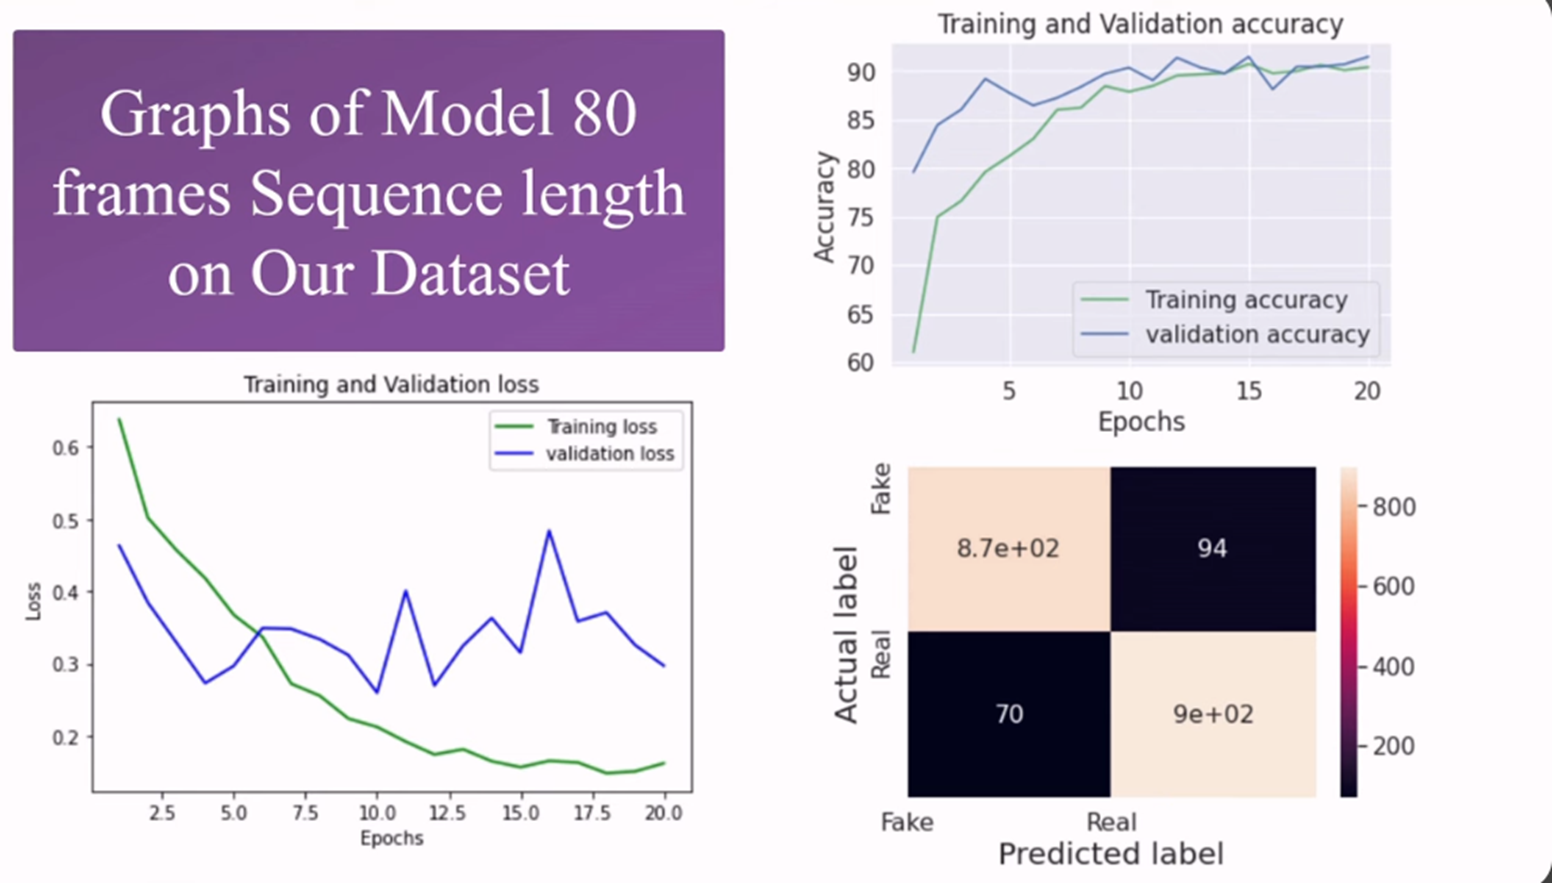 Graphs of Model 80
frames Sequence length
on Our Dataset
Training and Validation accuracy
Accuracy
90
85
80
75
70
65
60
Training accuracy
validation accuracy
5 10 15 20
Epochs
Training and Validation loss
Loss
0.6
0.5
0.4
0.3
0.2
Training loss
validation loss
2.5 5.0 7.5 10.0 12.5 15.0 17.5 20.0
Epochs
Actual label
Fake
Real
8.7e+02 94
70 9e+02
800
600
400
200
Fake Real
Predicted label